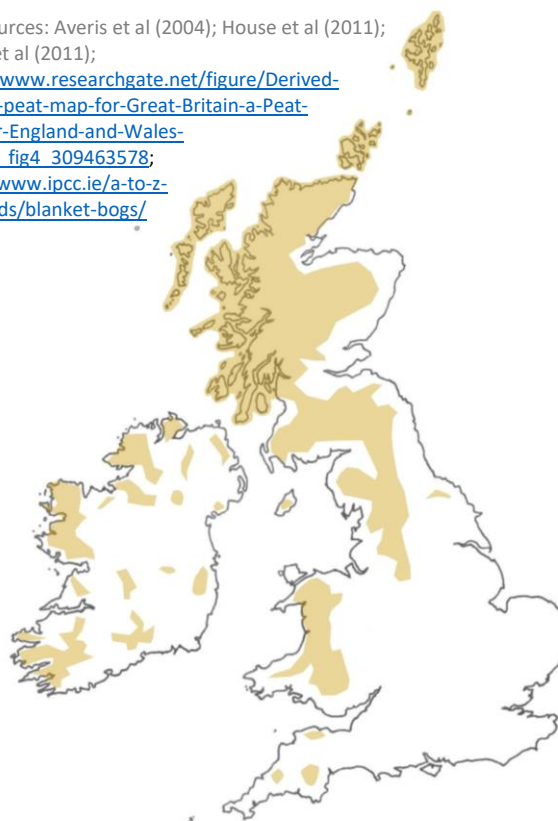 urces: Averis et al (2004); House et al (2011);
et al (2011);
www.researchgate.net/figure/Derived-
-peat-map-for-Great-Britain-a-Peat-
r-England-and-Wales-
_fig4_309463578;
www.ipcc.ie/a-to-z-
ds/blanket-bogs/